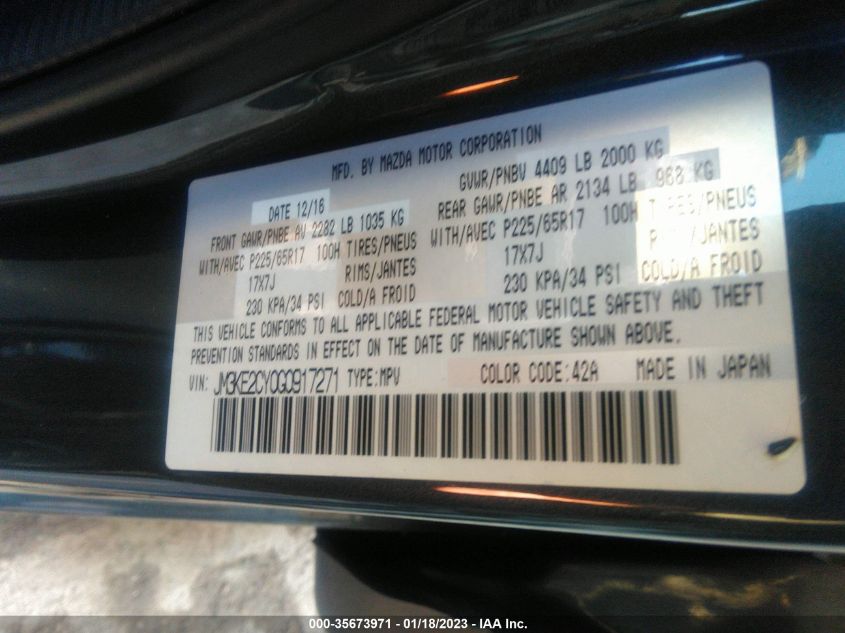 MFD. BY MAZDA MOTOR CORPORATION
DATE 12/16 GVWR/PNBV 4409 LB 2000 KG
FRONT GAWR/PNBE AV 2282 LB 1035 KG REAR GAWR/PNBE AR 2134 LB 968 KG
WITH/AVEC P225/65R17 100H TIRES/PNEUS WITH/AVEC P225/65R17 100H TIRES/PNEUS
17X7J RIMS/JANTES 17X7J /JANTES
230 KPA/34 PSI COLD/A FROID 230 KPA/34 PSI COLD/A FROID
THIS VEHICLE CONFORMS TO ALL APPLICABLE FEDERAL MOTOR VEHICLE SAFETY AND THEFT
PREVENTION STANDARDS IN EFFECT ON THE DATE OF MANUFACTURE SHOWN ABOVE.
VIN: JM3KE2CY0G0917271 TYPE:MPV COLOR CODE:42A MADE IN JAPAN
000-35673971 - 01/18/2023 - IAA Inc.